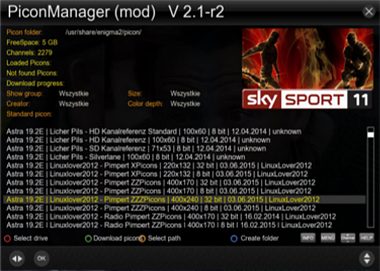 PiconManager (mod) V 2.1-r2
Picon folder: /usr/share/enigma2/picon/
FreeSpace: 5 GB
Channels: 2279
Loaded Picons:
Not found Picons:
Download progress:
Show group: Wszystkie Size: Wszystkie
Creator: Wszystkie Color depth: Wszystkie
Standard picon:
sky SPORT 11
Astra 19.2E | Licher Pils - HD Kanalreferenz Standard | 100x60 | 8 bit | 12.04.2014 | unknown
Astra 19.2E | Licher Pils - HD Kanalreferenz | 100x60 | 8 bit | 12.04.2014 | unknown
Astra 19.2E | Licher Pils - SD Kanalreferenz | 71x53 | 8 bit | 12.04.2014 | unknown
Astra 19.2E | Licher Pils - Silverlane | 100x60 | 8 bit | 12.04.2014 | unknown
Astra 19.2E | Linuxlover2012 - Pimpert XPicons | 220x132 | 32 bit | 03.06.2015 | LinuxLover2012
Astra 19.2E | Linuxlover2012 - Pimpert XPicons | 220x132 | 8 bit | 03.06.2015 | LinuxLover2012
Astra 19.2E | Linuxlover2012 - Pimpert ZZPicons | 400x170 | 32 bit | 03.06.2015 | LinuxLover2012
Astra 19.2E | Linuxlover2012 - Pimpert ZZPicons | 400x170 | 8 bit | 03.06.2015 | LinuxLover2012
Astra 19.2E | Linuxlover2012 - Pimpert ZZZPicons | 400x240 | 32 bit | 03.06.2015 | LinuxLover2012
Astra 19.2E | Linuxlover2012 - Pimpert ZZZPicons | 400x240 | 8 bit | 03.06.2015 | LinuxLover2012
Astra 19.2E | Linuxlover2012 - Radio Pimpert ZZPicons | 400x170 | 32 bit | 16.02.2014 | LinuxLover2012
Astra 19.2E | Linuxlover2012 - Radio Pimpert ZZPicons | 400x170 | 8 bit | 16.02.2014 | LinuxLover2012
Select drive Download picons Select path Create folder INFO MENU HELP
OK